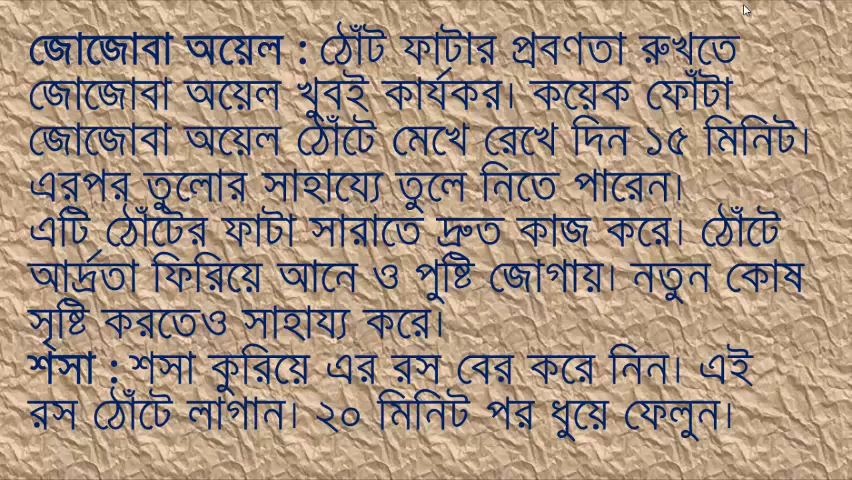 জোজোবা অয়েল : ঠোঁট ফাটার প্রবণতা রুখতে
জোজোবা অয়েল খুবই কার্যকর। কয়েক ফোঁটা
জোজোবা অয়েল ঠোঁটে মেখে রেখে দিন ১৫ মিনিট।
এরপর তুলোর সাহায্যে তুলে নিতে পারেন।
এটি ঠোঁটের ফাটা সারাতে দ্রুত কাজ করে। ঠোঁটে
আর্দ্রতা ফিরিয়ে আনে ও পুষ্টি জোগায়। নতুন কোষ
সৃষ্টি করতেও সাহায্য করে।
শসা : শসা কুরিয়ে এর রস বের করে নিন। এই
রস ঠোঁটে লাগান। ২০ মিনিট পর ধুয়ে ফেলুন।